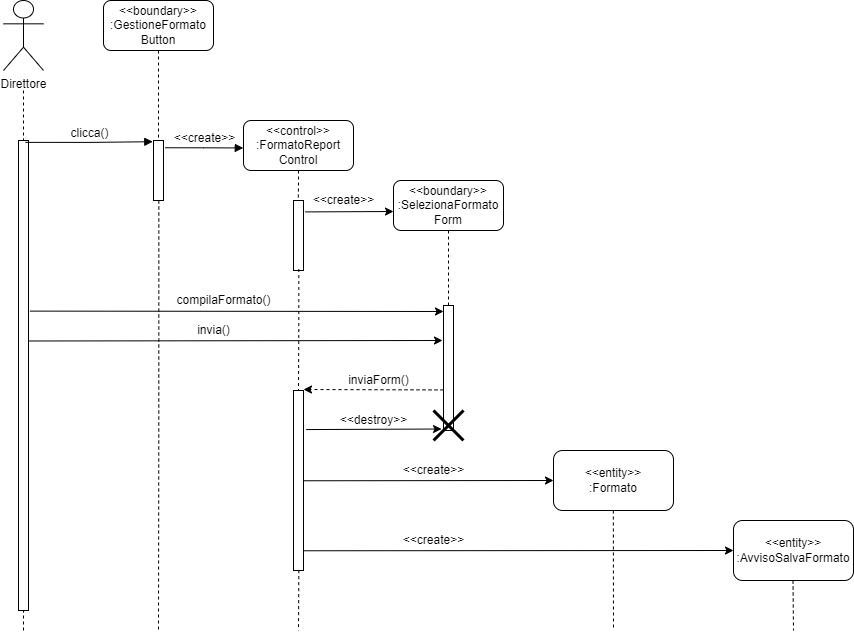 <<boundary>>
:GestioneFormato
Button
Direttore
clicca()
<<create>>
<<control>>
:FormatoReport
Control
<<create>>
<<boundary>>
:SelezionaFormato
Form
compilaFormato()
invia()
inviaForm()
<<destroy>>
<<create>>
<<entity>>
:Formato
<<create>>
<<entity>>
:AvvisoSalvaFormato